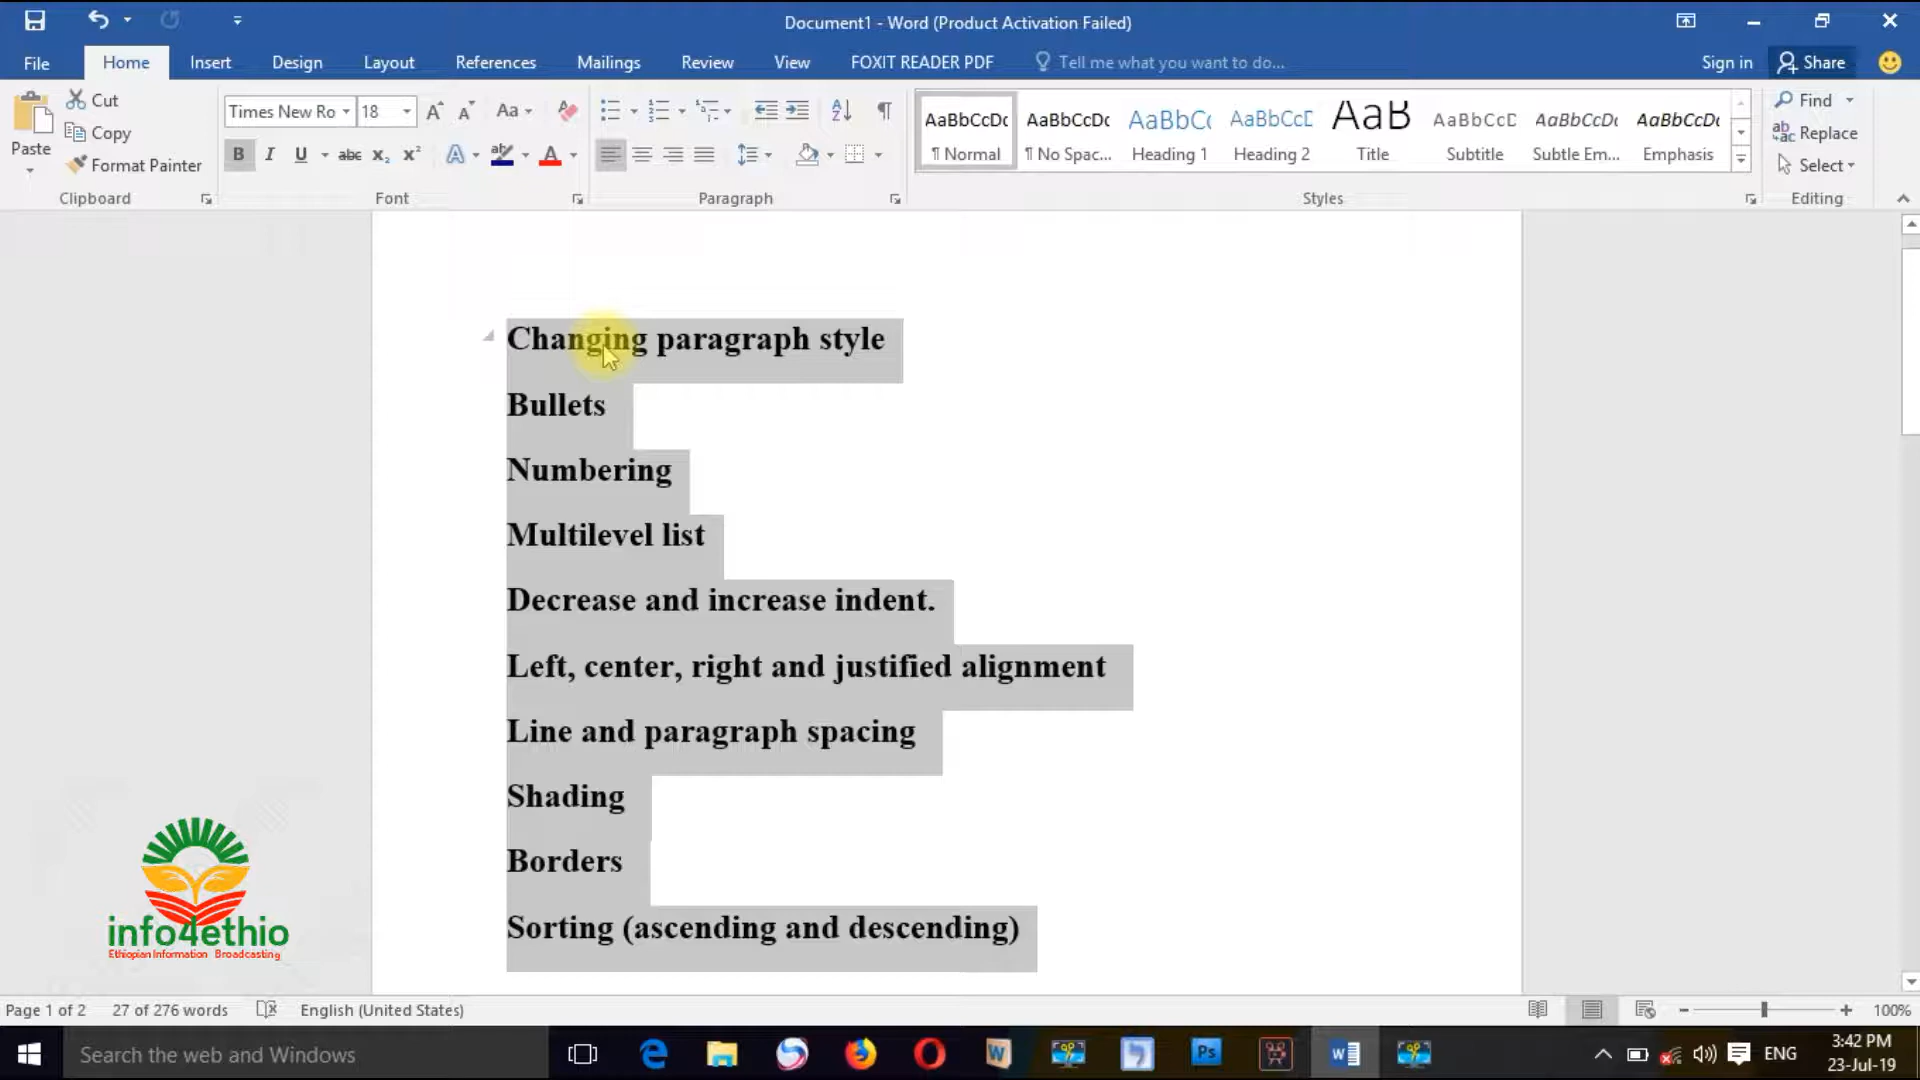 Document1 - Word (Product Activation Failed)
File Home Insert Design Layout References Mailings Review View FOXIT READER PDF Tell me what you want to do... Sign in Share
Paste Cut Copy Format Painter Clipboard
Times New Ro 18 Aa B I U abc X₂ X² A A Font
Paragraph
AaBbCcDc AaBbCcDc AaBbC( AaBbCcE AaB AaBbCcD AaBbCcDc AaBbCcDc
¶ Normal ¶ No Spac... Heading 1 Heading 2 Title Subtitle Subtle Em... Emphasis
Styles
Find Replace Select Editing
Changing paragraph style
Bullets
Numbering
Multilevel list
Decrease and increase indent.
Left, center, right and justified alignment
Line and paragraph spacing
Shading
Borders
Sorting (ascending and descending)
info4ethio
Ethiopian Information Broadcasting
Page 1 of 2 27 of 276 words English (United States) 100%
Search the web and Windows
ENG
3:42 PM
23-Jul-19